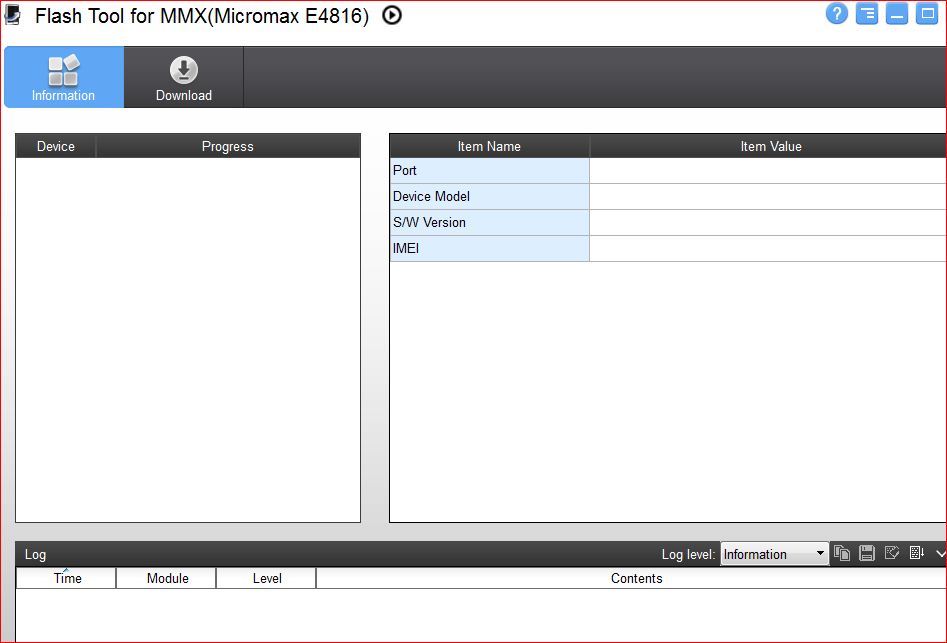 Flash Tool for MMX(Micromax E4816)
?
Information
Download
Device Progress
Item Name Item Value
Port
Device Model
S/W Version
IMEI
Log
Log level: Information
Time Module Level Contents